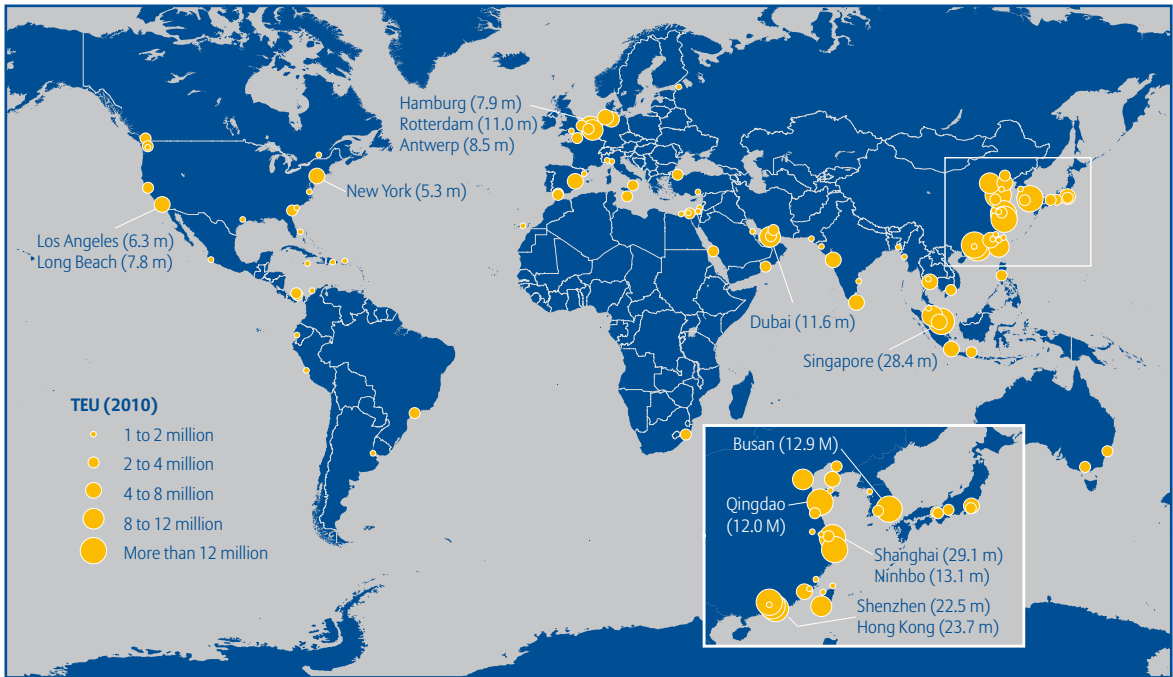 Hamburg (7.9 m)
Rotterdam (11.0 m)
Antwerp (8.5 m)
New York (5.3 m)
Los Angeles (6.3 m)
Long Beach (7.8 m)
Dubai (11.6 m)
Singapore (28.4 m)
TEU (2010)
1 to 2 million
2 to 4 million
4 to 8 million
8 to 12 million
More than 12 million
Busan (12.9 M)
Qingdao
(12.0 M)
Shanghai (29.1 m)
Ninhbo (13.1 m)
Shenzhen (22.5 m)
Hong Kong (23.7 m)